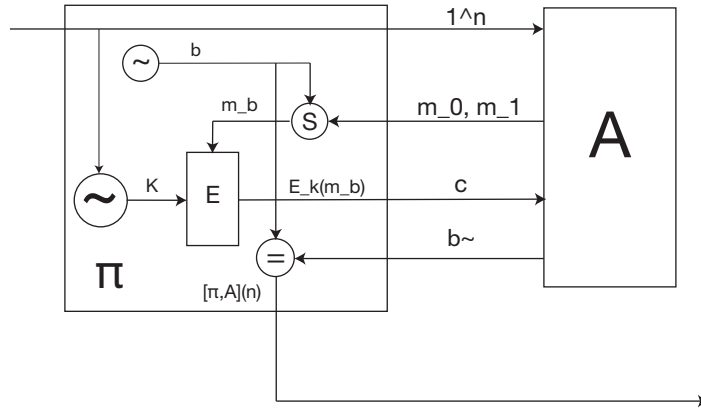 1^n
b
~
m_b
S
m_0, m_1
A
K
~
E
E_k(m_b)
c
b~
=
π
[π,A](n)